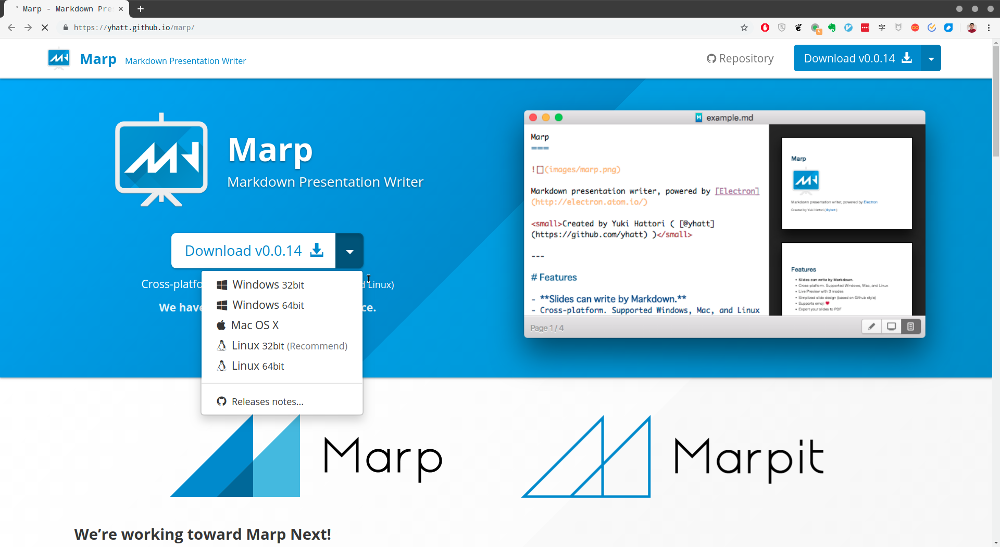 Marp - Markdown Pre
https://yhatt.github.io/marp/
5
字
Marp Markdown Presentation Writer
Repository
Download v0.0.14
Marp
Markdown Presentation Writer
Download v0.0.14
Cross-platfo
Linux)
We have
ce.
Windows 32bit
Windows 64bit
Mac OS X
Linux 32bit (Recommend)
Linux 64bit
Releases notes...
example.md
Marp
===
![](images/marp.png)
Markdown presentation writer, powered by [Electron]
(http://electron.atom.io/)
<small>Created by Yuki Hattori ( [@yhatt]
(https://github.com/yhatt) )</small>
---
# Features
- **Slides can write by Markdown.**
- Cross-platform. Supported Windows, Mac, and Linux
Page 1 / 4
Marp
Markdown presentation writer, powered by Electron
Created by Yuki Hattori ( @yhatt )
Features
• Slides can write by Markdown.
• Cross-platform. Supported Windows, Mac, and Linux
• Live Preview with 3 modes
• Simplized slide design (based on Github style)
• Supports emoji
• Export your slides to PDF
Marp
Marpit
We’re working toward Marp Next!